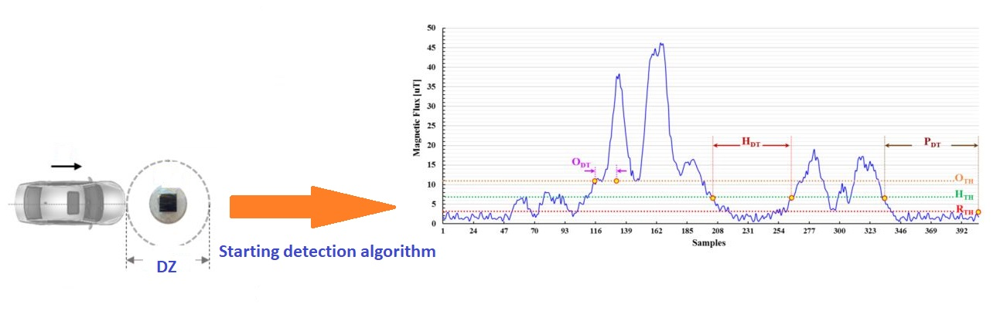 DZ
Starting detection algorithm
Magnetic Flux [uT]
50
45
40
35
30
25
20
15
10
5
0
ODT
HDT
PDT
OTH
HTH
RTH
1 24 47 70 93 116 139 162 185 208 231 254 277 300 323 346 369 392
Samples